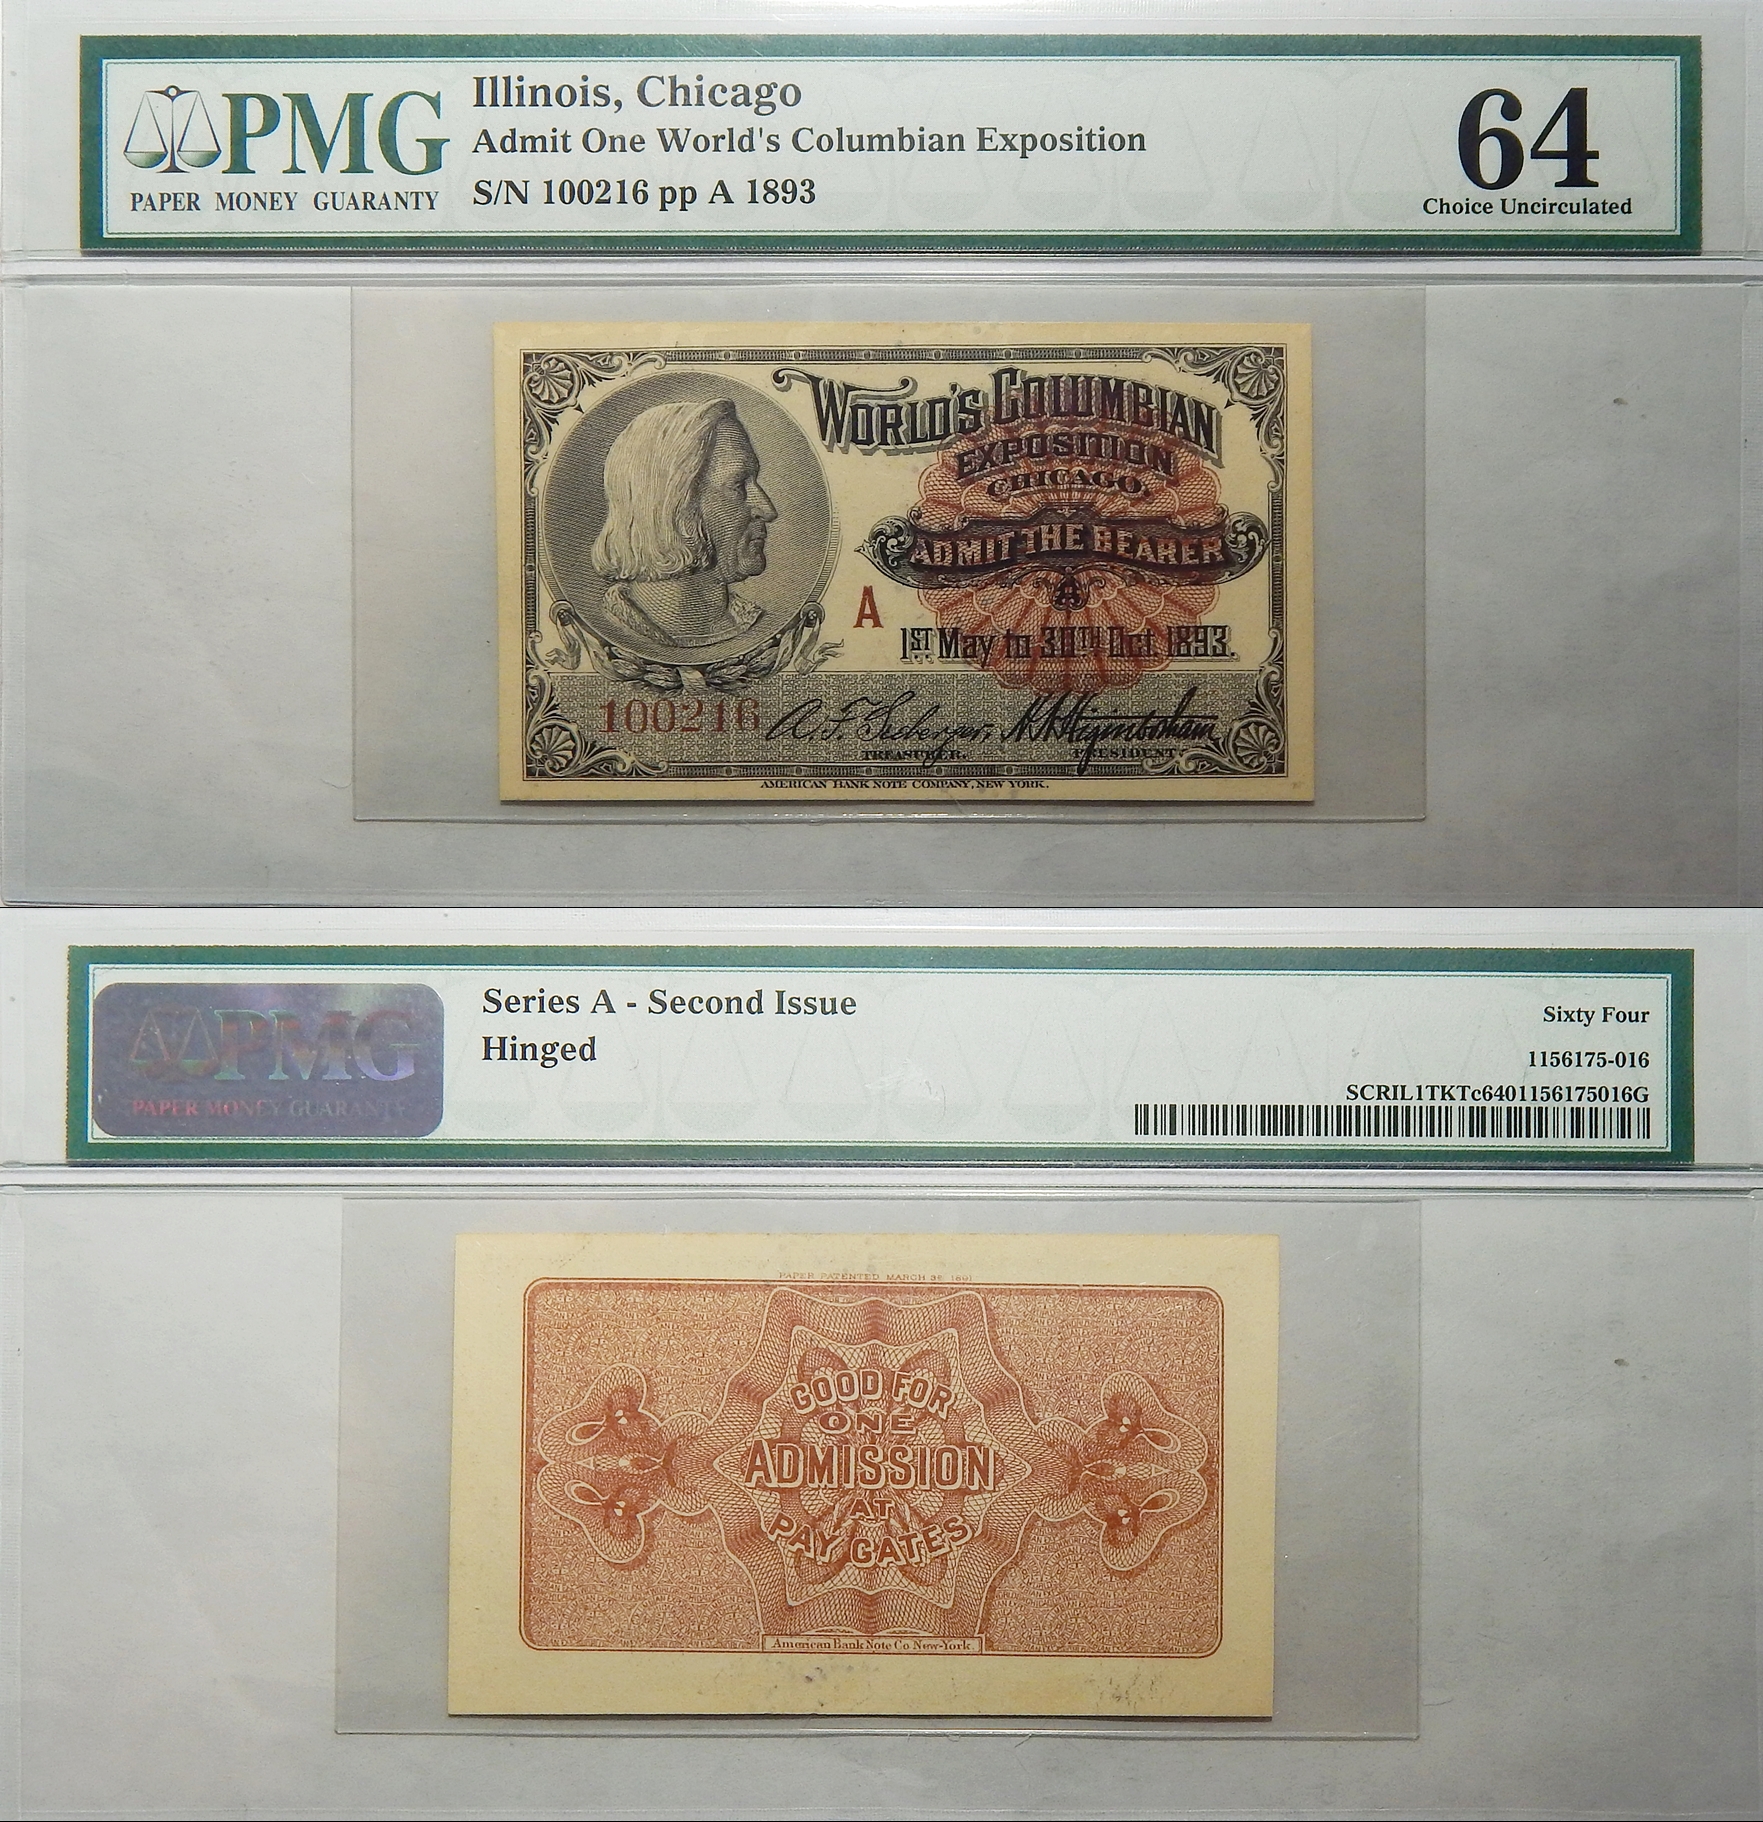 PMG
PAPER MONEY GUARANTY
Illinois, Chicago
Admit One World's Columbian Exposition
S/N 100216 pp A 1893
64
Choice Uncirculated
WORLD'S COLUMBIAN
EXPOSITION
CHICAGO.
ADMIT THE BEARER
A
A
1ST May to 30TH Oct. 1893.
100216
A. F. Seeberger,
H. N. Higinbotham
TREASURER.
PRESIDENT.
AMERICAN BANK NOTE COMPANY, NEW YORK.
PMG
PAPER MONEY GUARANTY
Series A - Second Issue
Hinged
Sixty Four
1156175-016
SCRIL1TKTc6401156175016G
PAPER PATENTED MARCH 1891
GOOD FOR
ONE
ADMISSION
AT
PAY GATES
American Bank Note Co. New-York.